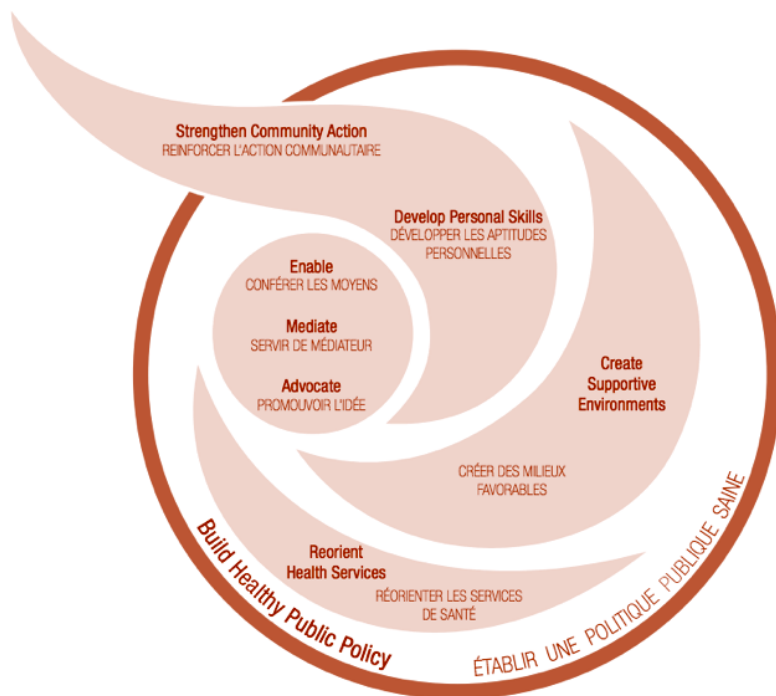 Strengthen Community Action
REINFORCER L'ACTION COMMUNAUTAIRE
Develop Personal Skills
DÉVELOPPER LES APTITUDES
PERSONNELLES
Enable
CONFÉRER LES MOYENS
Mediate
SERVIR DE MÉDIATEUR
Advocate
PROMOUVOIR L'IDÉE
Create
Supportive
Environments
CRÉER DES MILIEUX
FAVORABLES
Reorient
Health Services
RÉORIENTER LES SERVICES
DE SANTÉ
Build Healthy Public Policy
ÉTABLIR UNE POLITIQUE PUBLIQUE SAINE